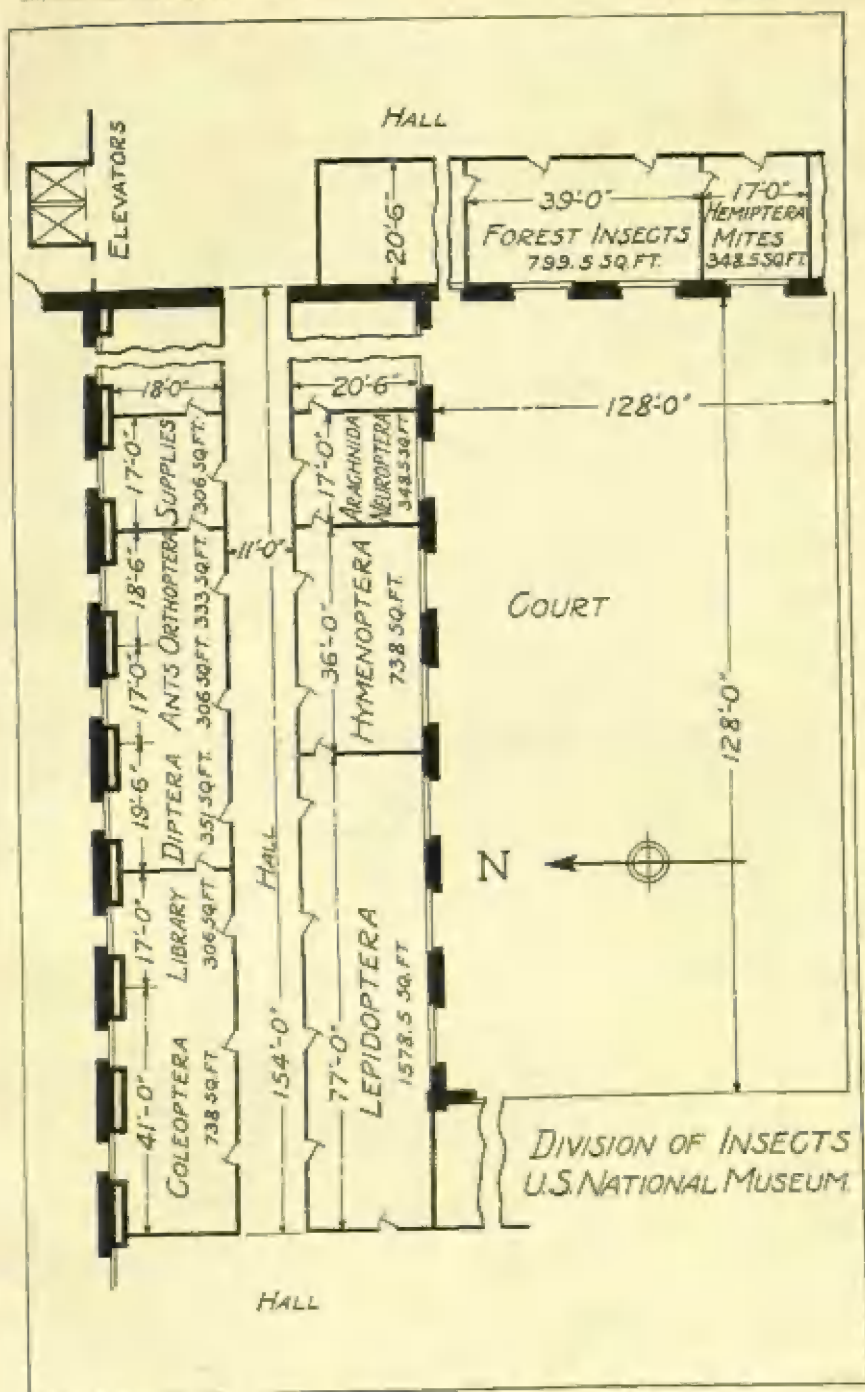 HALL
ELEVATORS
20'-6"
39'-0"
FOREST INSECTS
799.5 SQ.FT.
17'-0"
HEMIPTERA
MITES
348.5 SQ FT
18'-0"
20'-6"
128'-0"
17'-0"
SUPPLIES
306 SQ.FT.
18'-6"
ORTHOPTERA
333 SQ.FT.
17'-0"
ANTS
306 SQ.FT
19'-6"
DIPTERA
351 SQ.FT.
17'-0"
LIBRARY
306 SQ.FT
41'-0"
COLEOPTERA
738 SQ.FT
11'-0"
HALL
154'-0"
17'-0"
ARACHNIDA
NEUROPTERA
348.5 SQ FT
36'-0"
HYMENOPTERA
738 SQ.FT.
77'-0"
LEPIDOPTERA
1578.5 SQ.FT
COURT
128'-0"
N
DIVISION OF INSECTS
U.S. NATIONAL MUSEUM.
HALL